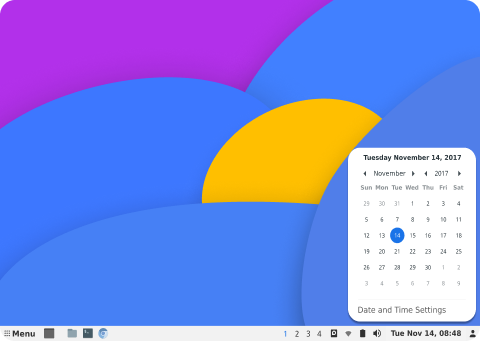 Tuesday November 14, 2017
November 2017
Sun Mon Tue Wed Thu Fri Sat
29 30 31 1 2 3 4
5 6 7 8 9 10 11
12 13 14 15 16 17 18
19 20 21 22 23 24 25
26 27 28 29 30 1 2
3 4 5 6 7 8 9
Date and Time Settings
Menu 1 2 3 4 Tue Nov 14, 08:48